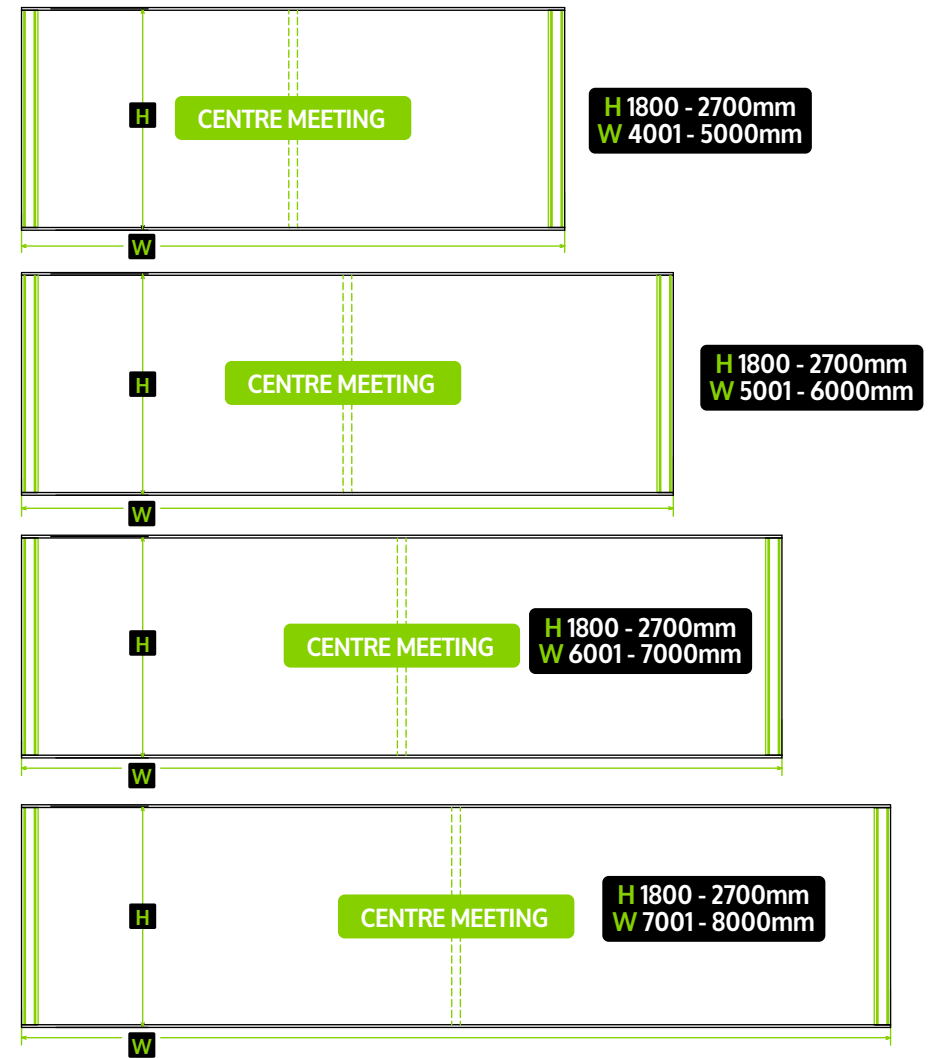 H
CENTRE MEETING
H 1800 - 2700mm
W 4001 - 5000mm
W
H
CENTRE MEETING
H 1800 - 2700mm
W 5001 - 6000mm
W
H
CENTRE MEETING
H 1800 - 2700mm
W 6001 - 7000mm
W
H
CENTRE MEETING
H 1800 - 2700mm
W 7001 - 8000mm
W